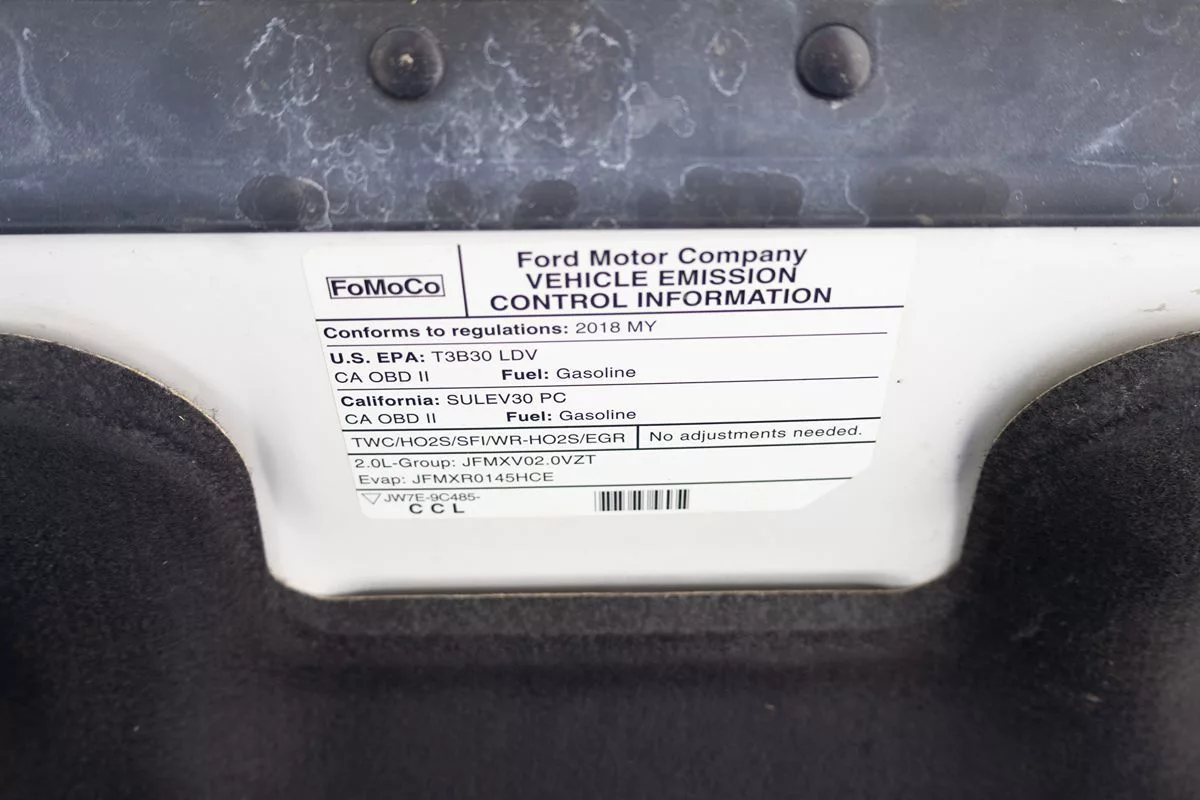 FoMoCo
Ford Motor Company
VEHICLE EMISSION
CONTROL INFORMATION
Conforms to regulations: 2018 MY
U.S. EPA: T3B30 LDV
CA OBD II Fuel: Gasoline
California: SULEV30 PC
CA OBD II Fuel: Gasoline
TWC/HO2S/SFI/WR-HO2S/EGR No adjustments needed.
2.0L-Group: JFMXV02.0VZT
Evap: JFMXR0145HCE
JW7E-9C485-
C C L